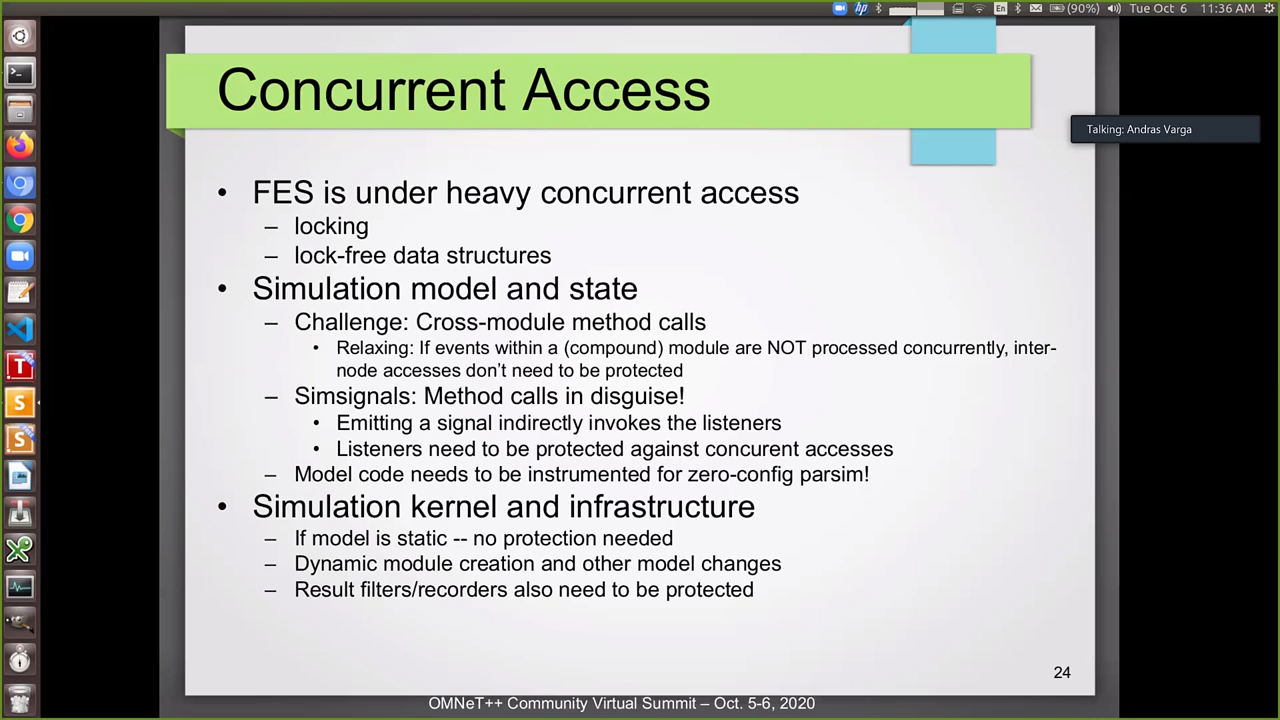 hp
En
(90%)
Tue Oct 6
11:36 AM
Concurrent Access
Talking: Andras Varga
• FES is under heavy concurrent access
– locking
– lock-free data structures
• Simulation model and state
– Challenge: Cross-module method calls
• Relaxing: If events within a (compound) module are NOT processed concurrently, inter-
node accesses don't need to be protected
– Simsignals: Method calls in disguise!
• Emitting a signal indirectly invokes the listeners
• Listeners need to be protected against concurent accesses
– Model code needs to be instrumented for zero-config parsim!
• Simulation kernel and infrastructure
– If model is static -- no protection needed
– Dynamic module creation and other model changes
– Result filters/recorders also need to be protected
24
OMNeT++ Community Virtual Summit – Oct. 5-6, 2020